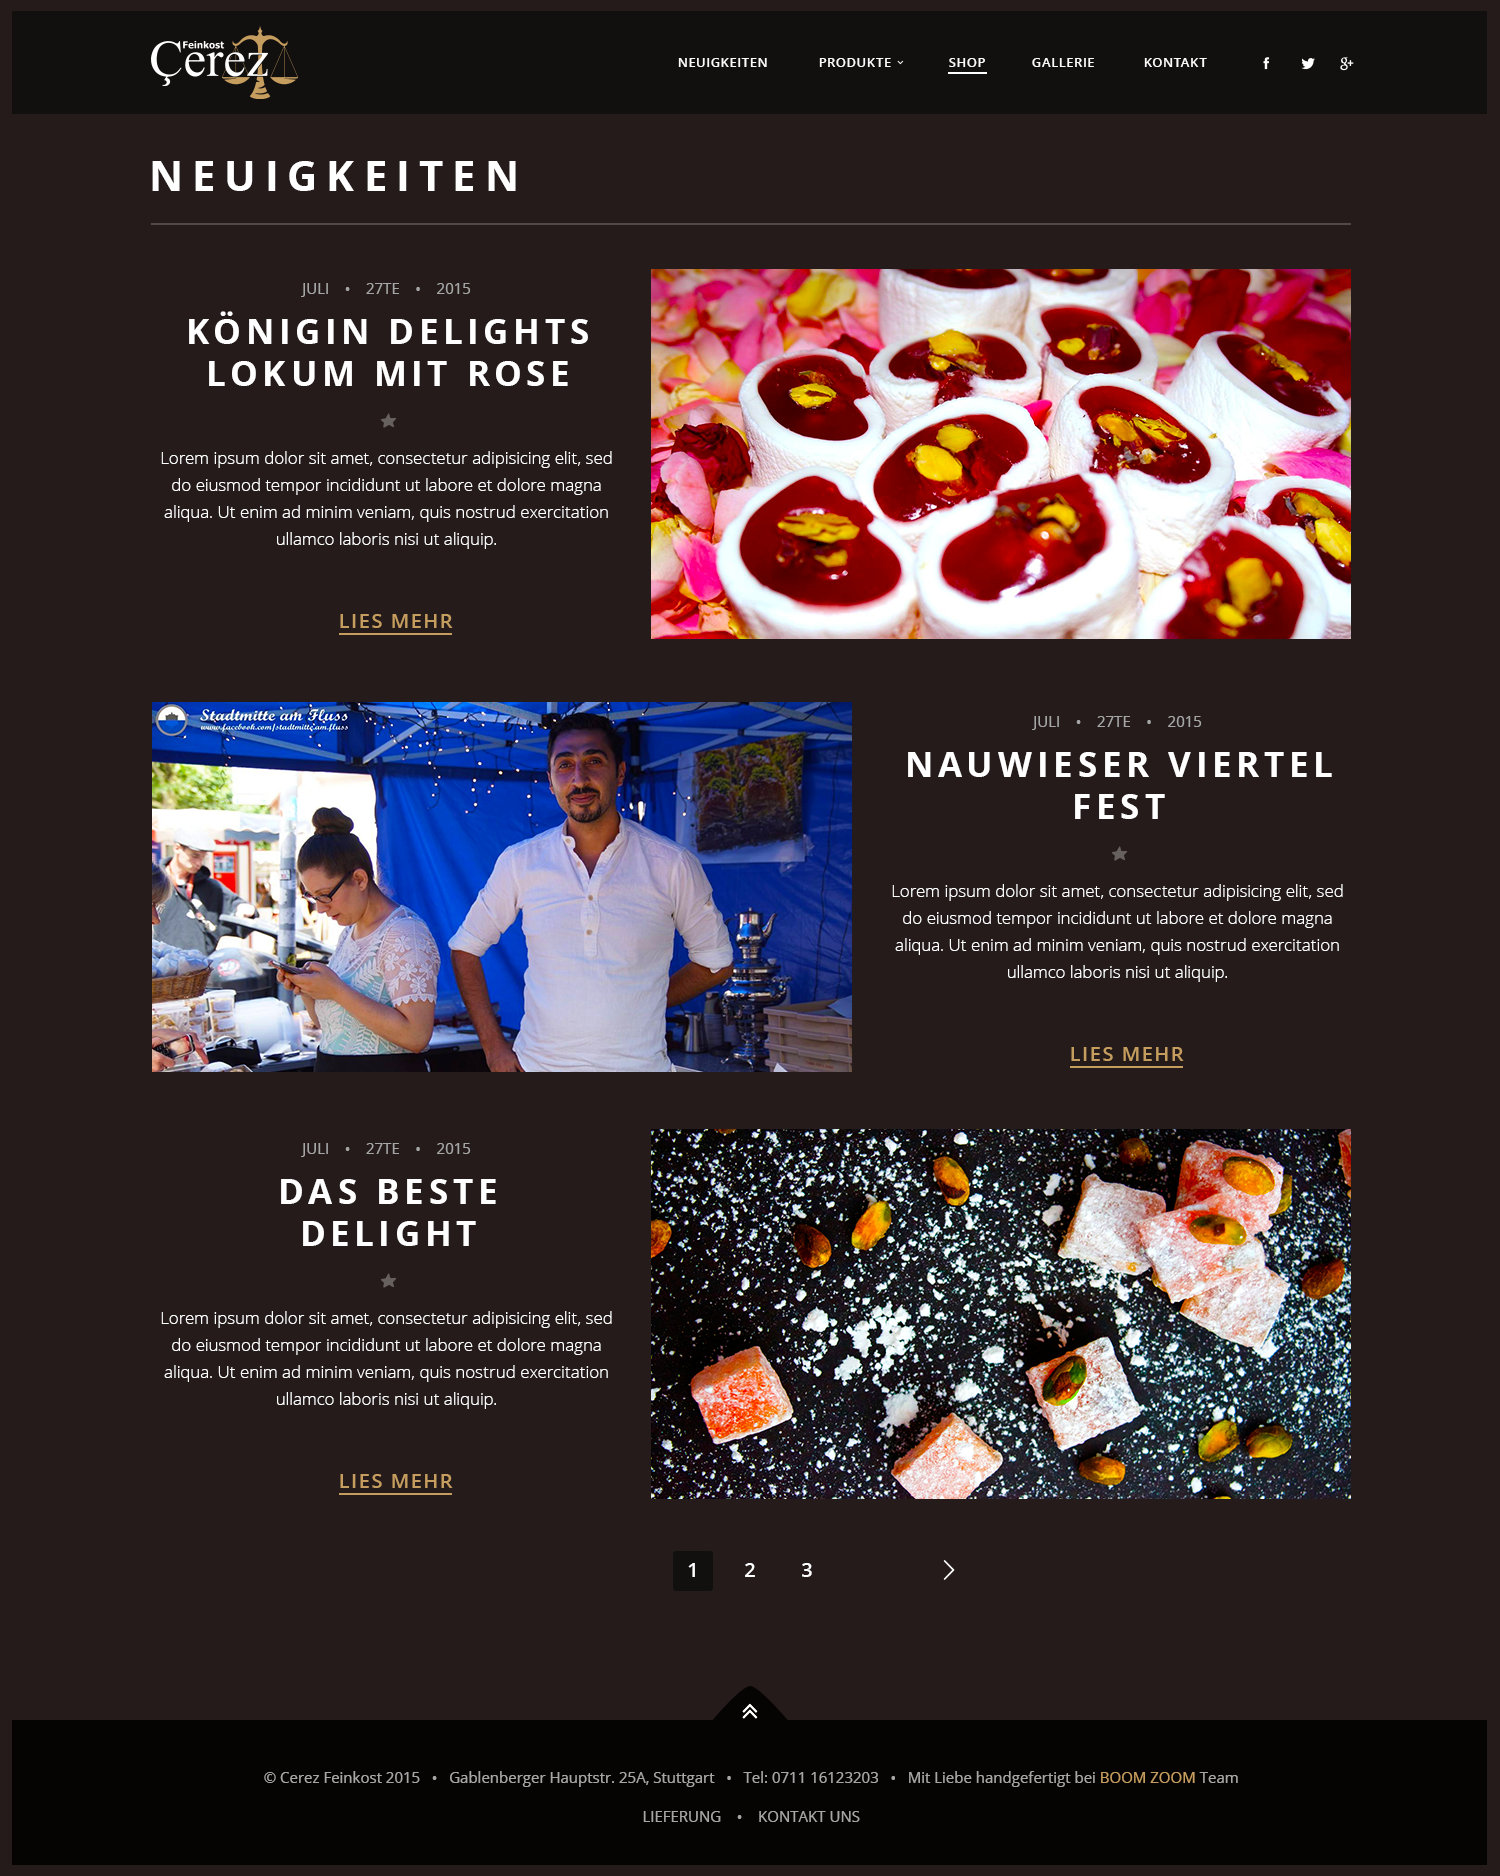 Feinkost
Çerez
NEUIGKEITEN
PRODUKTE
SHOP
GALLERIE
KONTAKT
NEUIGKEITEN
JULI • 27TE • 2015
KÖNIGIN DELIGHTS
LOKUM MIT ROSE
Lorem ipsum dolor sit amet, consectetur adipisicing elit, sed
do eiusmod tempor incididunt ut labore et dolore magna
aliqua. Ut enim ad minim veniam, quis nostrud exercitation
ullamco laboris nisi ut aliquip.
LIES MEHR
Stadtmitte am Fluss
www.facebook.com/stadtmitte.am.fluss
JULI • 27TE • 2015
NAUWIESER VIERTEL
FEST
Lorem ipsum dolor sit amet, consectetur adipisicing elit, sed
do eiusmod tempor incididunt ut labore et dolore magna
aliqua. Ut enim ad minim veniam, quis nostrud exercitation
ullamco laboris nisi ut aliquip.
LIES MEHR
JULI • 27TE • 2015
DAS BESTE
DELIGHT
Lorem ipsum dolor sit amet, consectetur adipisicing elit, sed
do eiusmod tempor incididunt ut labore et dolore magna
aliqua. Ut enim ad minim veniam, quis nostrud exercitation
ullamco laboris nisi ut aliquip.
LIES MEHR
1 2 3
© Cerez Feinkost 2015 • Gablenberger Hauptstr. 25A, Stuttgart • Tel: 0711 16123203 • Mit Liebe handgefertigt bei BOOM ZOOM Team
LIEFERUNG • KONTAKT UNS